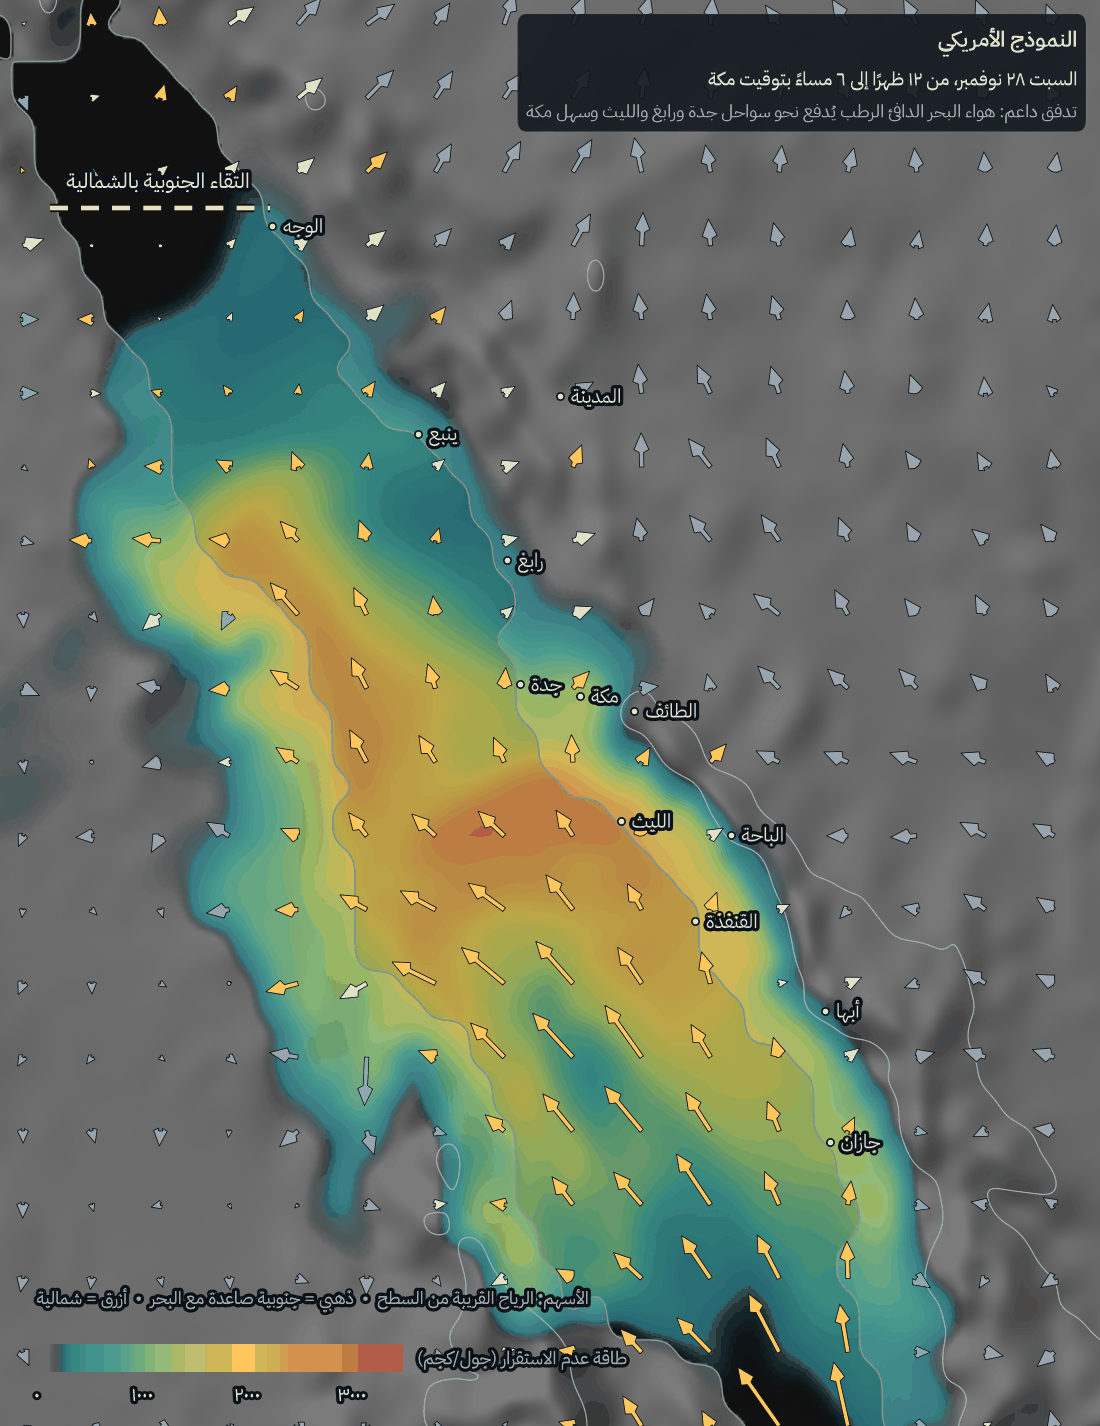 النموذج الأمريكي
السبت ٢٨ نوفمبر، من ١٢ ظهرًا إلى ٦ مساءً بتوقيت مكة
تدفق داعم: هواء البحر الدافئ الرطب يُدفع نحو سواحل جدة ورابغ والليث وسهل مكة
التقاء الجنوبية بالشمالية
الوجه
المدينة
ينبع
رابغ
جدة
مكة
الطائف
الليث
الباحة
القنفذة
أبها
جازان
الأسهم: الرياح القريبة من السطح • ذهبي = جنوبية صاعدة مع البحر • أزرق = شمالية
طاقة عدم الاستقرار (جول/كجم)
٠ ١٠٠٠ ٢٠٠٠ ٣٠٠٠